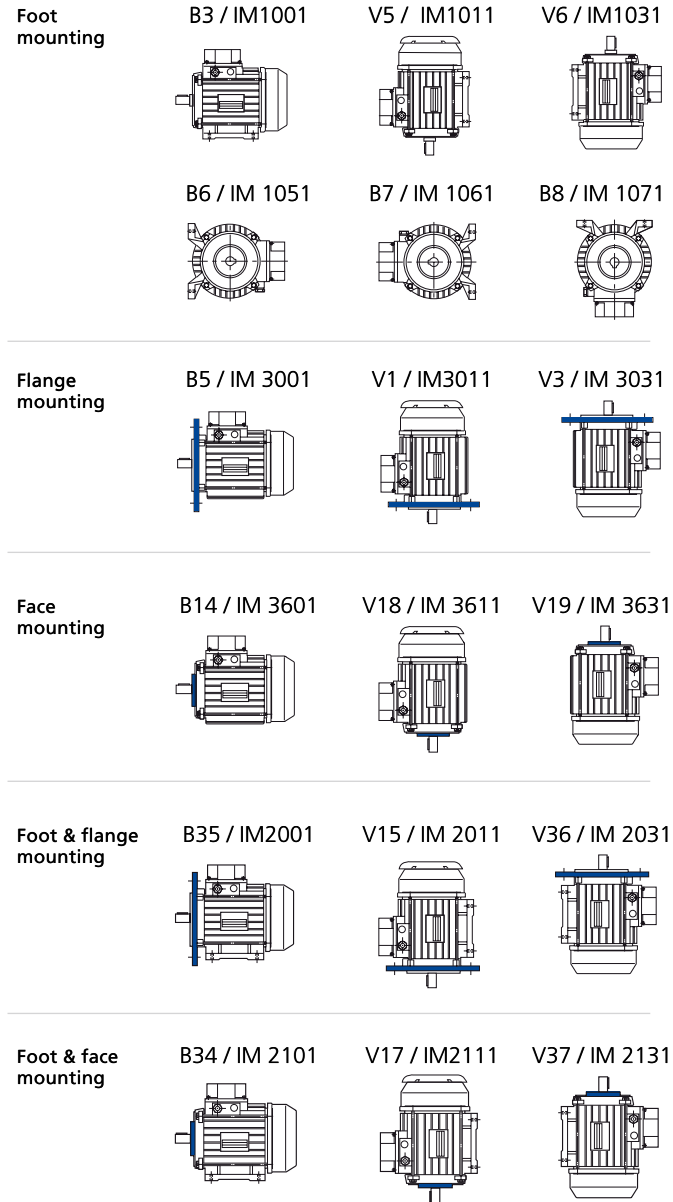 Foot
mounting
B3 / IM1001
V5 / IM1011
V6 / IM1031
B6 / IM 1051
B7 / IM 1061
B8 / IM 1071
Flange
mounting
B5 / IM 3001
V1 / IM3011
V3 / IM 3031
Face
mounting
B14 / IM 3601
V18 / IM 3611
V19 / IM 3631
Foot & flange
mounting
B35 / IM2001
V15 / IM 2011
V36 / IM 2031
Foot & face
mounting
B34 / IM 2101
V17 / IM2111
V37 / IM 2131